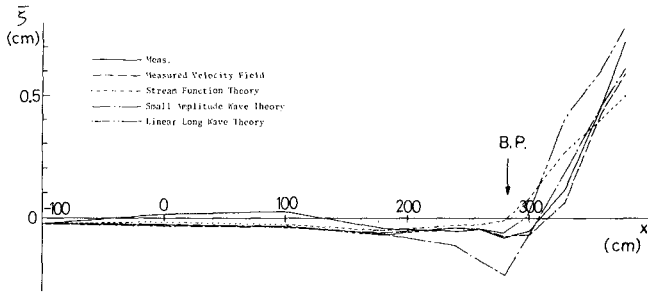 ζ̄
(cm)
Meas.
Measured Velocity Field
Stream Function Theory
Small Amplitude Wave Theory
Linear Long Wave Theory
0.5
B.P.
-100
0
100
200
300
0
x
(cm)